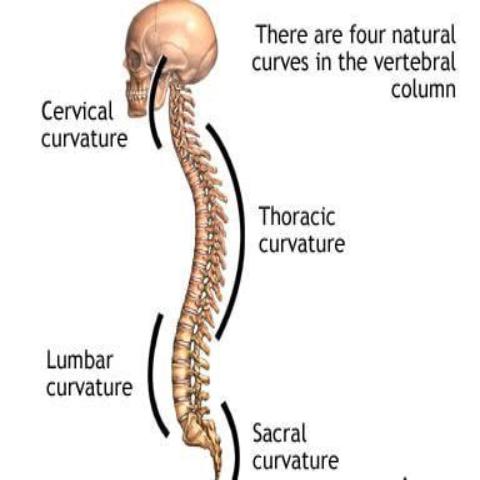 There are four natural
curves in the vertebral
column
Cervical
curvature
Thoracic
curvature
Lumbar
curvature
Sacral
curvature